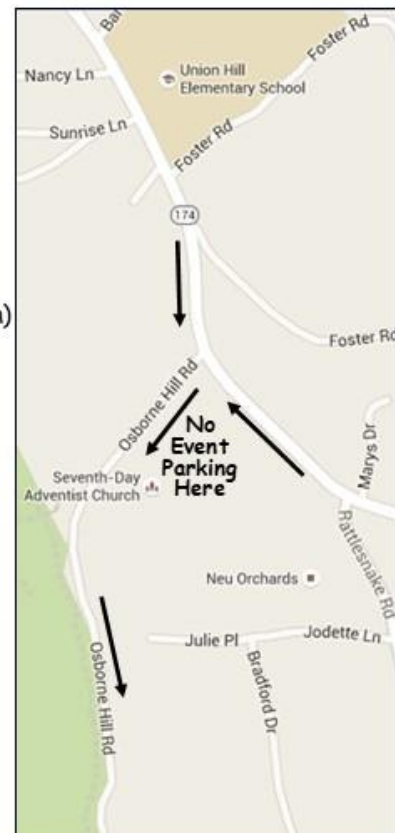 Bar
Nancy Ln
Union Hill
Elementary School
Foster Rd
Sunrise Ln
Foster Rd
174
a)
Foster Rd
Osborne Hill Rd
No
Event
Parking
Here
Marys Dr
Seventh-Day
Adventist Church
Rattlesnake Rd
Neu Orchards
Julie Pl
Jodette Ln
Osborne Hill Rd
Bradford Dr